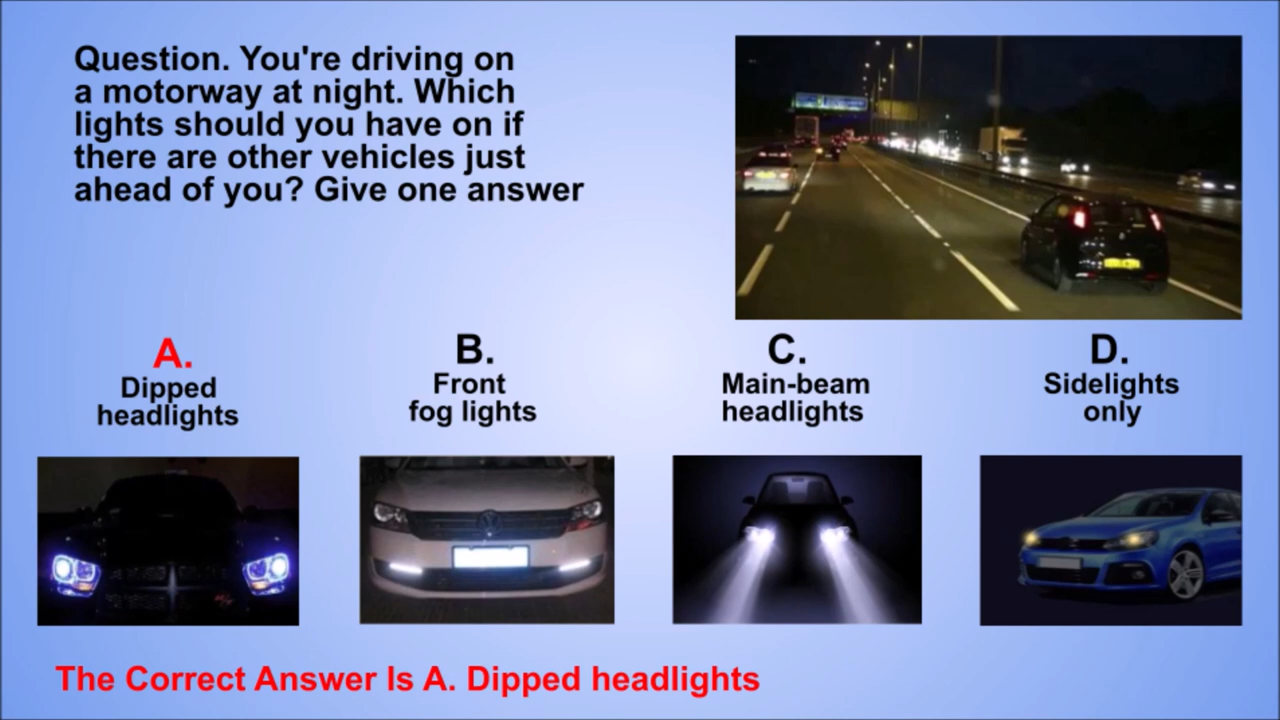 Question. You're driving on
a motorway at night. Which
lights should you have on if
there are other vehicles just
ahead of you? Give one answer
A.
Dipped
headlights
B.
Front
fog lights
C.
Main-beam
headlights
D.
Sidelights
only
The Correct Answer Is A. Dipped headlights